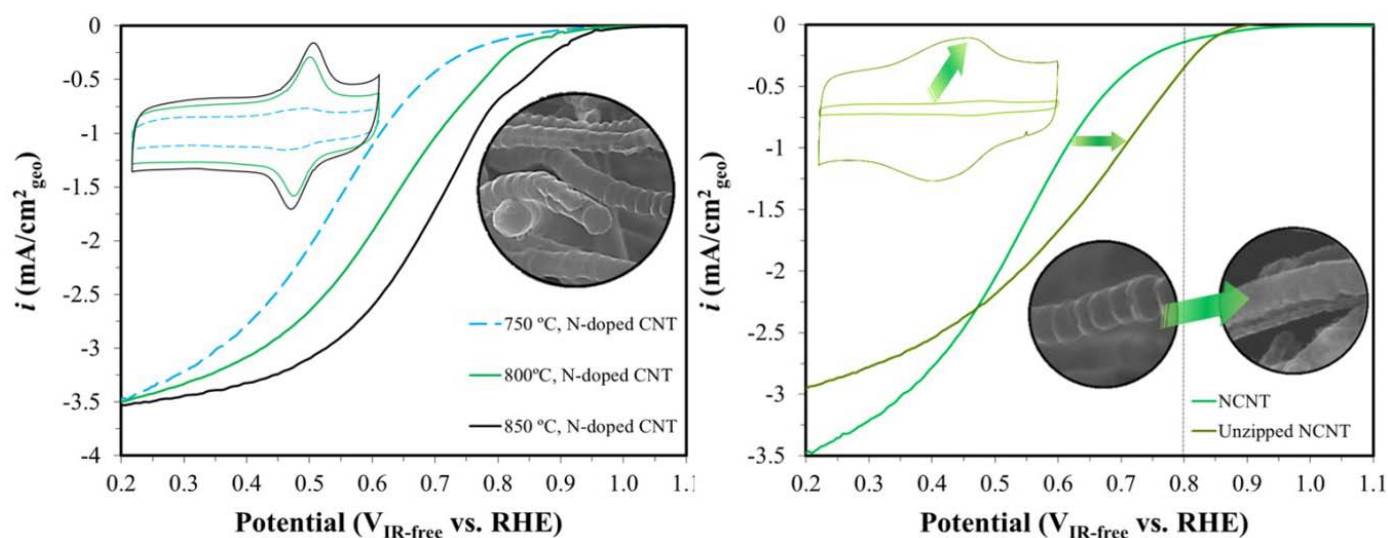 0
-0.5
-1
-1.5
-2
-2.5
-3
-3.5
-4
i (mA/cm²geo)
750 ºC, N-doped CNT
800ºC, N-doped CNT
850 ºC, N-doped CNT
0.2 0.3 0.4 0.5 0.6 0.7 0.8 0.9 1.0 1.1
Potential (VIR-free vs. RHE)
0
-0.5
-1
-1.5
-2
-2.5
-3
-3.5
i (mA/cm²geo)
NCNT
Unzipped NCNT
0.2 0.3 0.4 0.5 0.6 0.7 0.8 0.9 1.0 1.1
Potential (VIR-free vs. RHE)